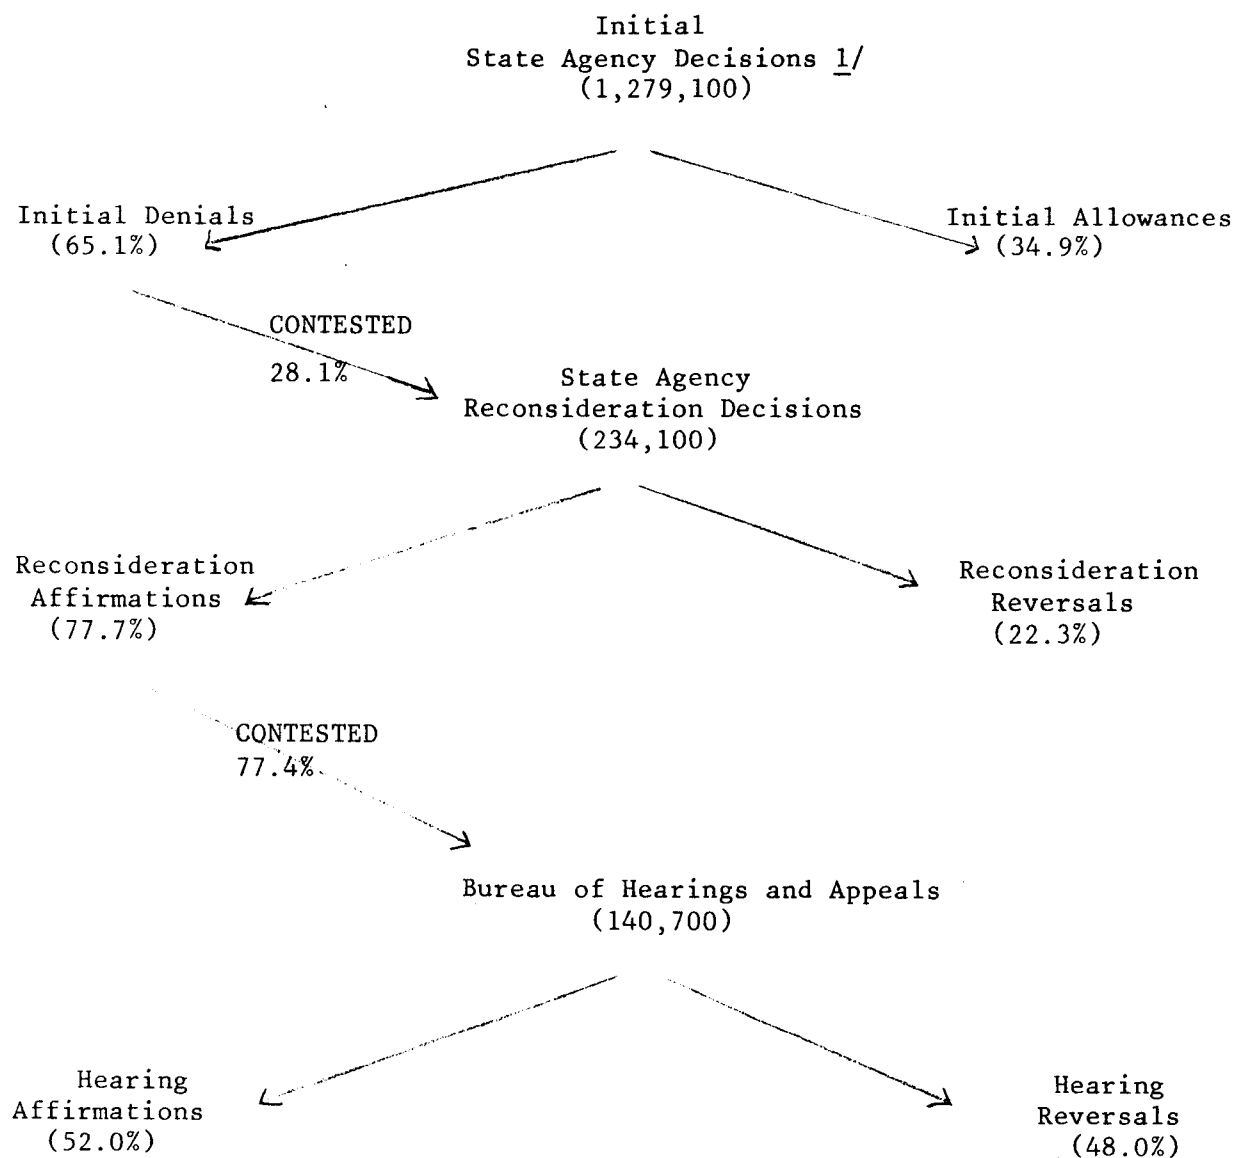 Initial
State Agency Decisions 1/
(1,279,100)
Initial Denials
(65.1%)
Initial Allowances
(34.9%)
CONTESTED
28.1%
State Agency
Reconsideration Decisions
(234,100)
Reconsideration
Affirmations
(77.7%)
Reconsideration
Reversals
(22.3%)
CONTESTED
77.4%
Bureau of Hearings and Appeals
(140,700)
Hearing
Affirmations
(52.0%)
Hearing
Reversals
(48.0%)